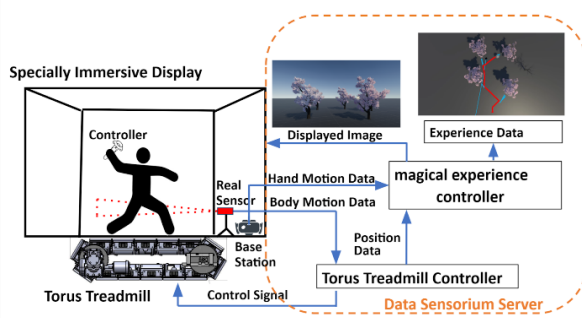 Specially Immersive Display
Controller
Real
Sensor
Base
Station
Torus Treadmill
Displayed Image
Experience Data
Hand Motion Data
magical experience
controller
Body Motion Data
Position
Data
Torus Treadmill Controller
Control Signal
Data Sensorium Server